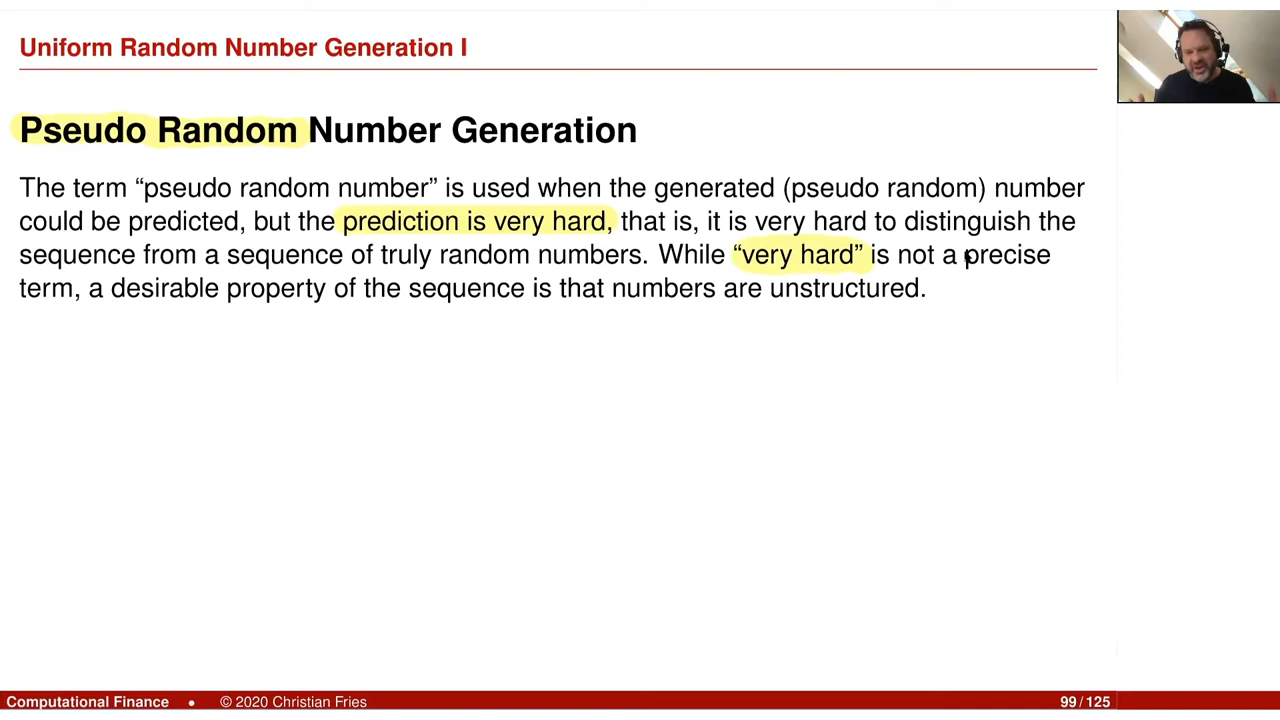 Uniform Random Number Generation I
Pseudo Random Number Generation
The term “pseudo random number” is used when the generated (pseudo random) number
could be predicted, but the prediction is very hard, that is, it is very hard to distinguish the
sequence from a sequence of truly random numbers. While “very hard” is not a precise
term, a desirable property of the sequence is that numbers are unstructured.
Computational Finance • © 2020 Christian Fries 99 / 125